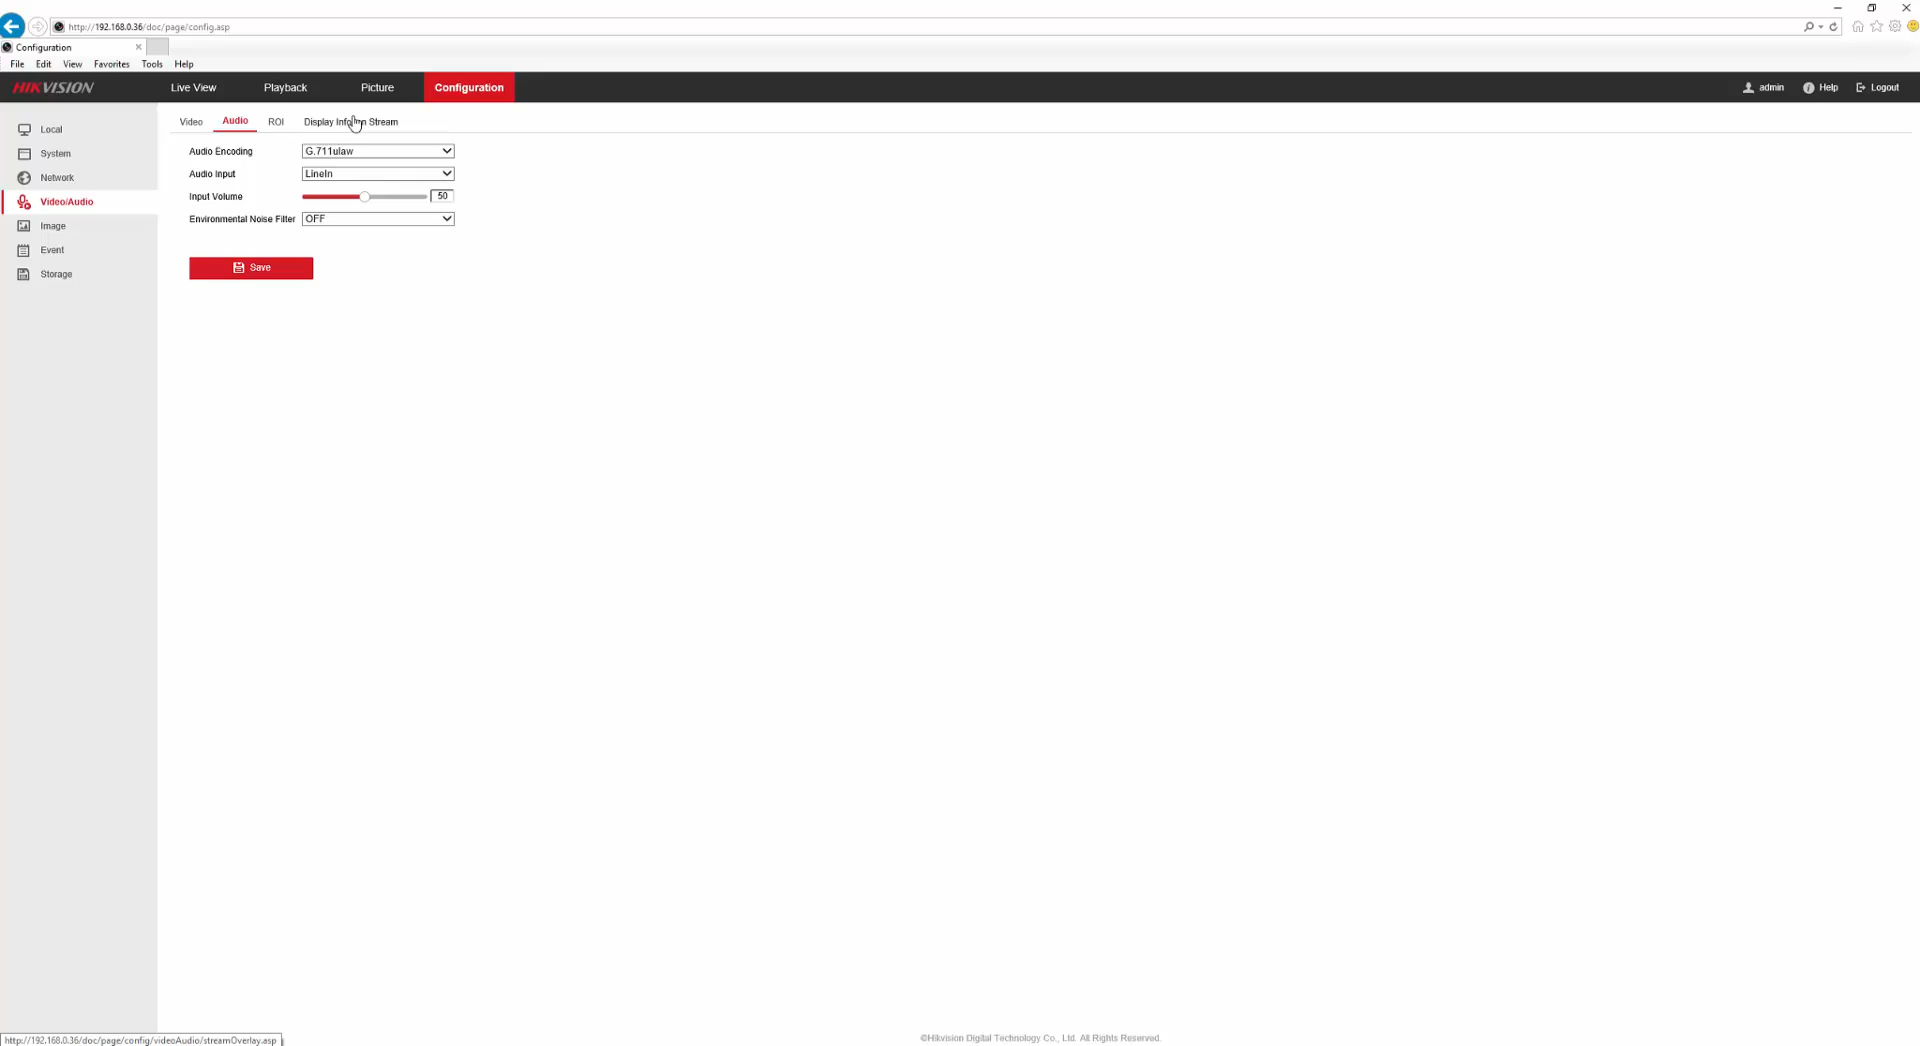 http://192.168.0.36/doc/page/config.asp
Configuration
File Edit View Favorites Tools Help
HIKVISION Live View Playback Picture Configuration admin Help Logout
Video Audio ROI Display Info. on Stream
Local
System
Network
Video/Audio
Image
Event
Storage
Audio Encoding G.711ulaw
Audio Input LineIn
Input Volume 50
Environmental Noise Filter OFF
Save
©Hikvision Digital Technology Co., Ltd. All Rights Reserved.
http://192.168.0.36/doc/page/config/videoAudio/streamOverlay.asp